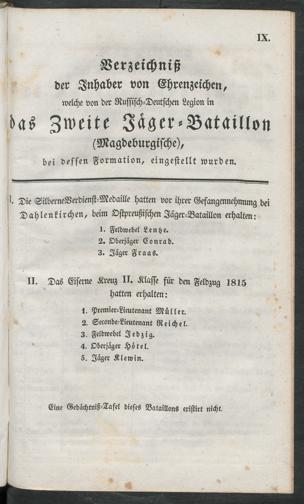 IX.
Verzeichniß
der Inhaber von Ehrenzeichen,
welche von der Russisch-Deutschen Legion in
das Zweite Jäger-Bataillon
(Magdeburgische),
bei dessen Formation, eingestellt wurden.
I. Die Silberne Verdienst-Medaille hatten vor ihrer Gefangennehmung bei
Dahlenkirchen, beim Ostpreußischen Jäger-Bataillon erhalten:
1. Feldwebel Lentze.
2. Oberjäger Conrad.
3. Jäger Fraas.
II. Das Eiserne Kreuz II. Klasse für den Feldzug 1815
hatten erhalten:
1. Premier-Lieutenant Müller.
2. Seconde-Lieutenant Reichel.
3. Feldwebel Jedzig.
4. Oberjäger Hötel.
5. Jäger Klewin.
Eine Gedächtniß-Tafel dieses Bataillons existirt nicht.